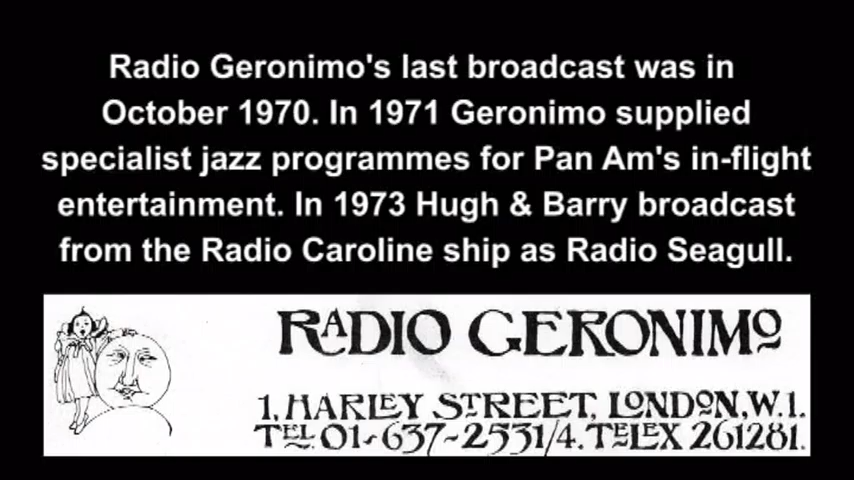 Radio Geronimo's last broadcast was in
October 1970. In 1971 Geronimo supplied
specialist jazz programmes for Pan Am's in-flight
entertainment. In 1973 Hugh & Barry broadcast
from the Radio Caroline ship as Radio Seagull.
RADIO GERONIMO
1, HARLEY STREET, LONDON, W.1.
TEL. 01-637-2531/4. TELEX 261281.